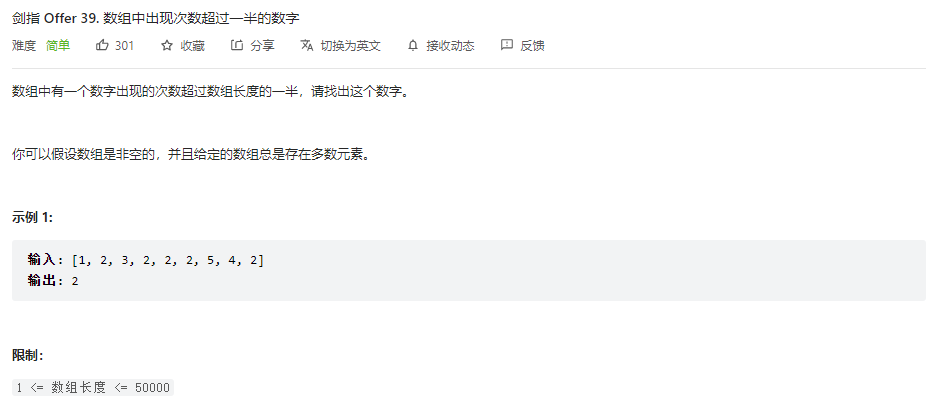 剑指 Offer 39. 数组中出现次数超过一半的数字
难度 简单 301 收藏 分享 切换为英文 接收动态 反馈
数组中有一个数字出现的次数超过数组长度的一半，请找出这个数字。
你可以假设数组是非空的，并且给定的数组总是存在多数元素。
示例 1:
输入: [1, 2, 3, 2, 2, 2, 5, 4, 2]
输出: 2
限制：
1 <= 数组长度 <= 50000